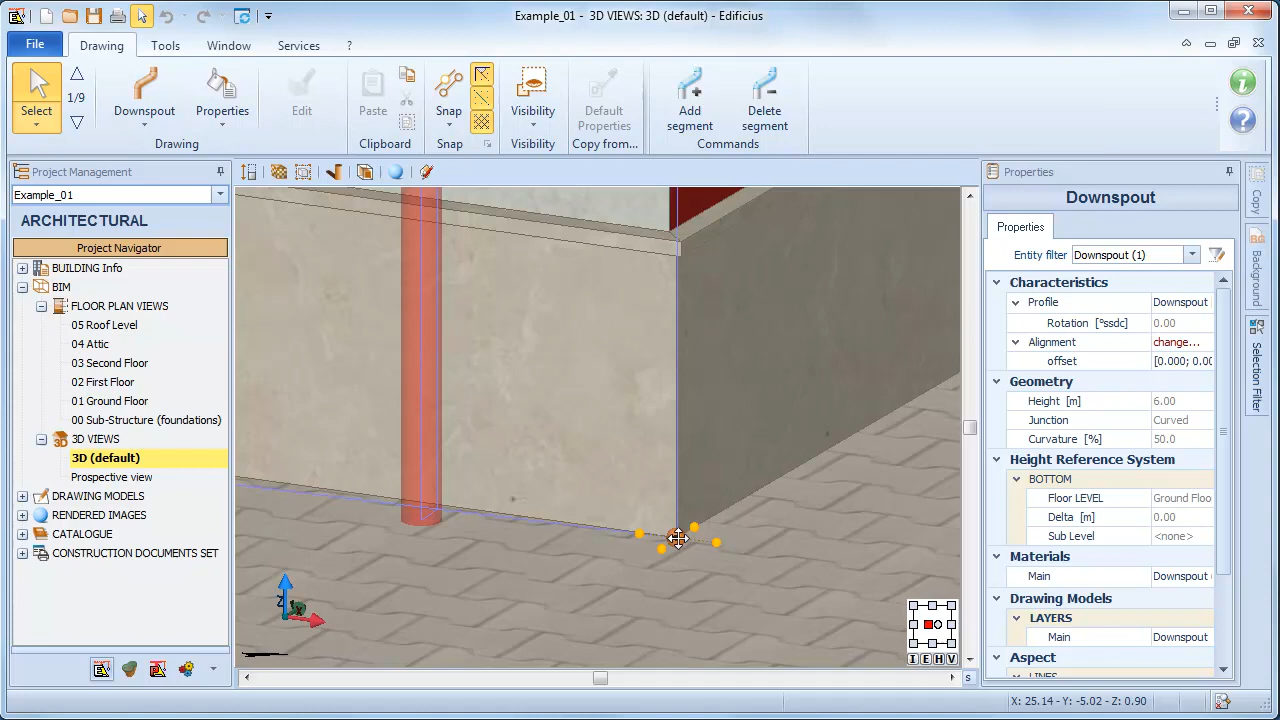 Example_01 - 3D VIEWS: 3D (default) - Edificius
File
Drawing
Tools
Window
Services
?
Select
1/9
Downspout
Properties
Edit
Drawing
Paste
Clipboard
Snap
Snap
Visibility
Visibility
Default
Properties
Copy from...
Add
segment
Delete
segment
Commands
Project Management
Example_01
ARCHITECTURAL
Project Navigator
BUILDING Info
BIM
FLOOR PLAN VIEWS
05 Roof Level
04 Attic
03 Second Floor
02 First Floor
01 Ground Floor
00 Sub-Structure (foundations)
3D VIEWS
3D (default)
Prospective view
DRAWING MODELS
RENDERED IMAGES
CATALOGUE
CONSTRUCTION DOCUMENTS SET
Z
I E H V
S
Properties
Downspout
Properties
Entity filter Downspout (1)
Characteristics
Profile Downspout
Rotation [°ssdc] 0.00
Alignment change...
offset [0.000; 0.00
Geometry
Height [m] 6.00
Junction Curved
Curvature [%] 50.0
Height Reference System
BOTTOM
Floor LEVEL Ground Floo
Delta [m] 0.00
Sub Level <none>
Materials
Main Downspout
Drawing Models
LAYERS
Main Downspout
Aspect
Copy
Background
Selection Filter
X: 25.14 - Y: -5.02 - Z: 0.90